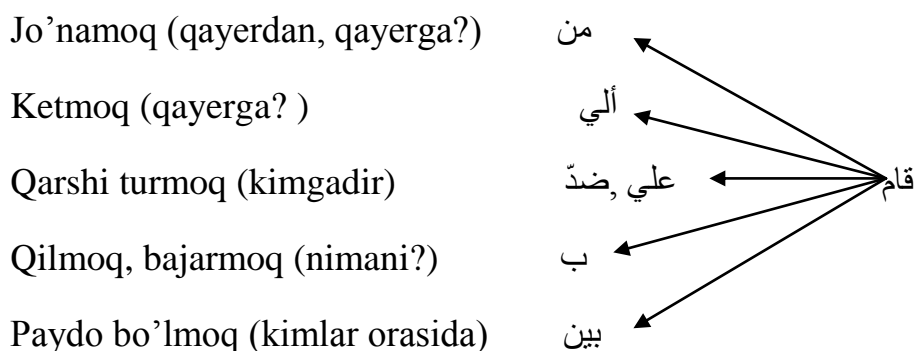 Jo’namoq (qayerdan, qayerga?) من
Ketmoq (qayerga? ) ألي
Qarshi turmoq (kimgadir) علي ,ضدّ
قام
Qilmoq, bajarmoq (nimani?) ب
Paydo bo’lmoq (kimlar orasida) بين